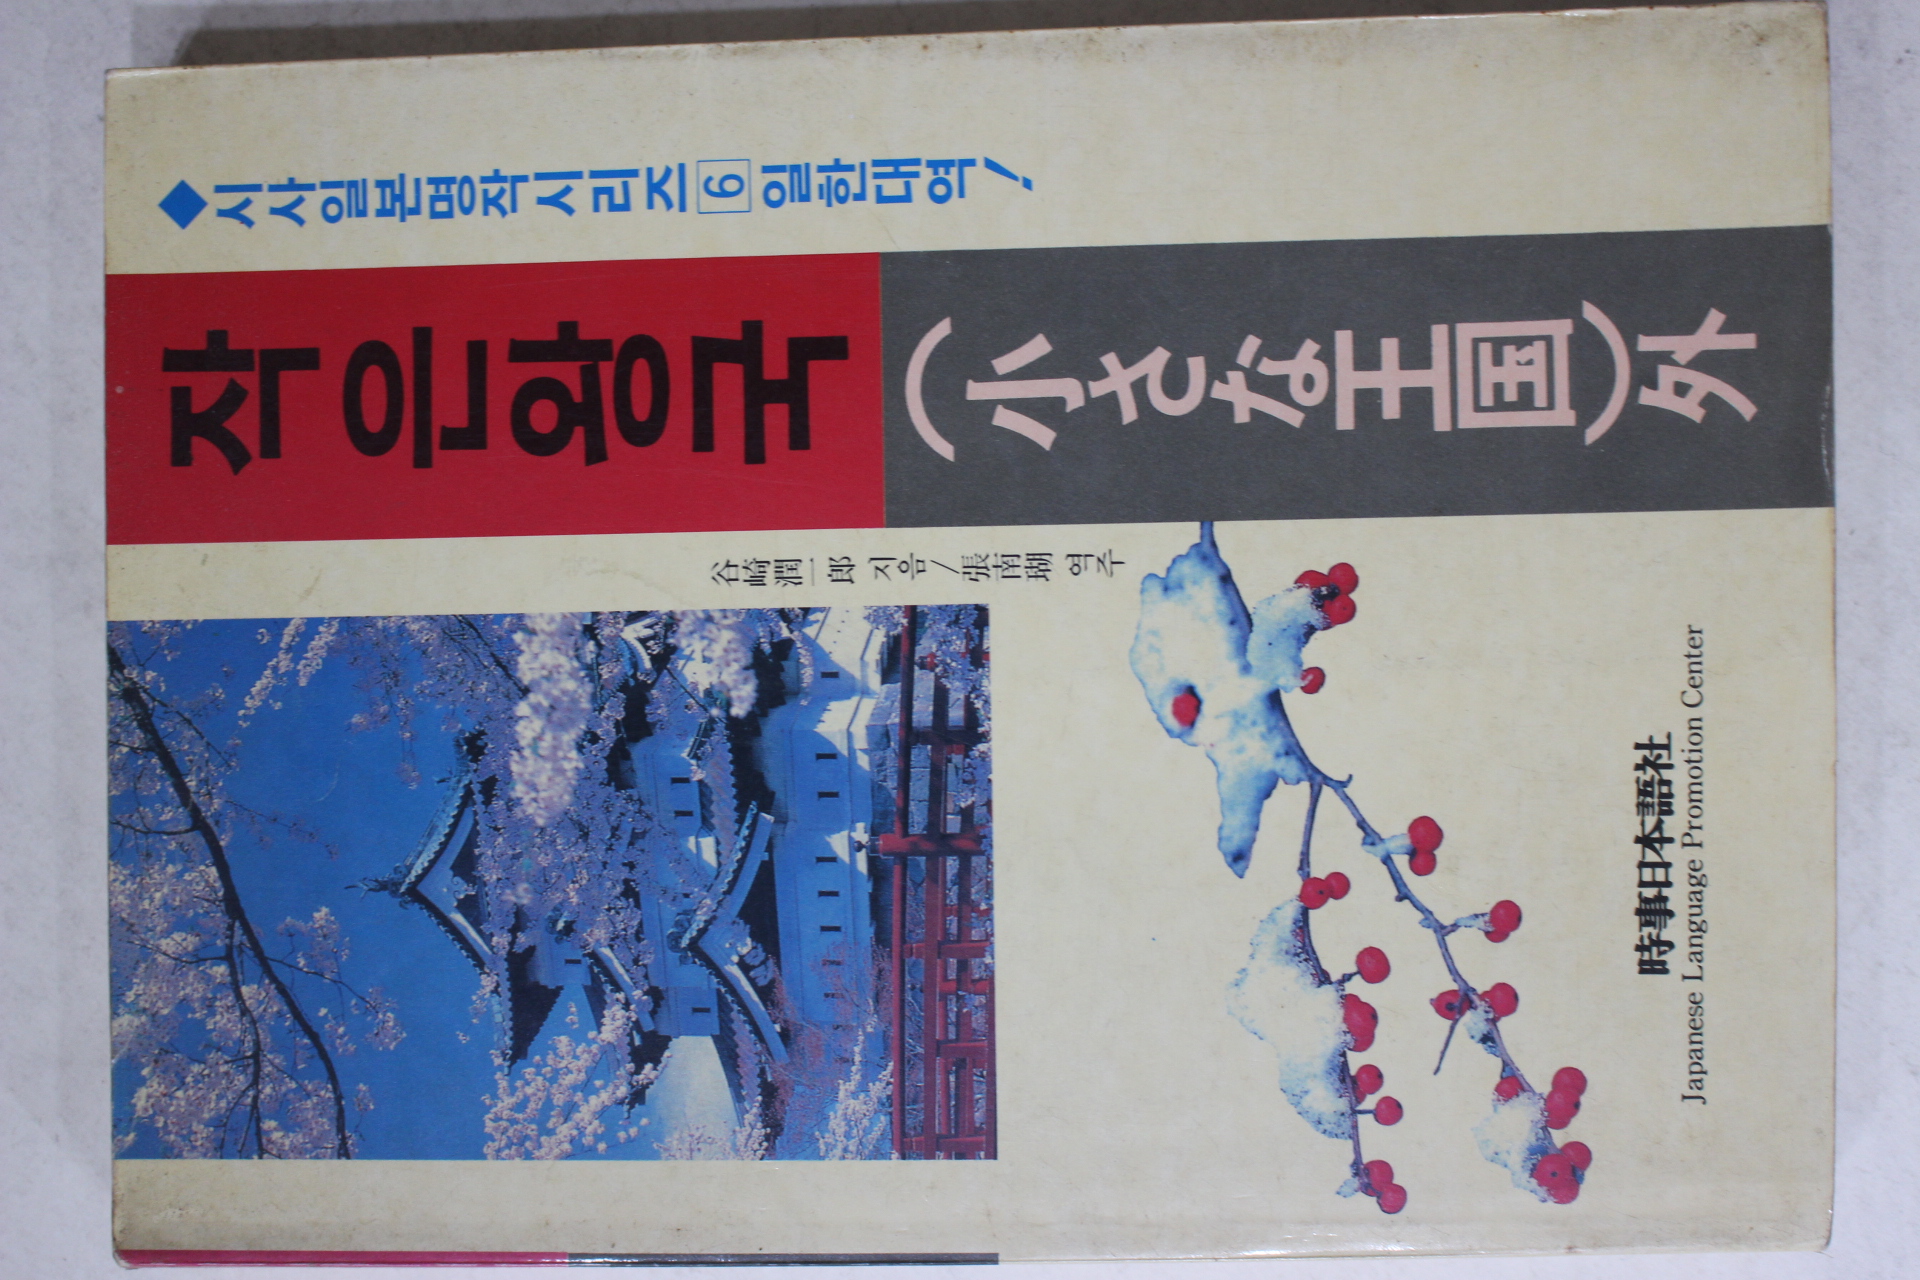 ◆시사일본명작시리즈 6 일한대역!
작은왕국
(小さな王国)外
谷崎潤一郎 지음/張南瑚 역주
時事日本語社
Japanese Language Promotion Center